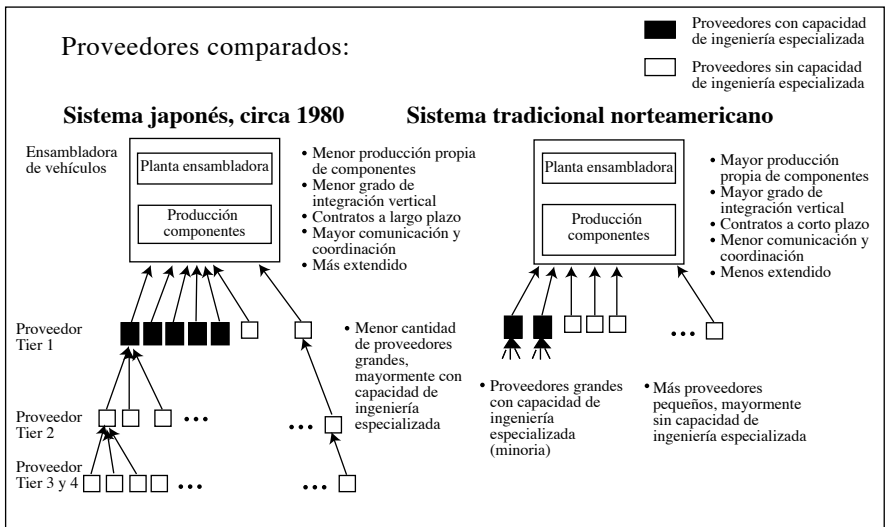 Proveedores comparados:
Proveedores con capacidad
de ingeniería especializada
Proveedores sin capacidad
de ingeniería especializada
Sistema japonés, circa 1980
Ensambladora
de vehículos
Planta ensambladora
Producción
componentes
• Menor producción propia
de componentes
• Menor grado de
integración vertical
• Contratos a largo plazo
• Mayor comunicación y
coordinación
• Más extendido
Proveedor
Tier 1
• Menor cantidad
de proveedores
grandes,
mayormente con
capacidad de
ingeniería
especializada
Proveedor
Tier 2
...
...
Proveedor
Tier 3 y 4
...
...
Sistema tradicional norteamericano
Planta ensambladora
Producción
componentes
• Mayor producción
propia de componentes
• Mayor grado de
integración vertical
• Contratos a corto plazo
• Menor comunicación y
coordinación
• Menos extendido
...
• Proveedores grandes
con capacidad de
ingeniería
especializada
(minoria)
• Más proveedores
pequeños, mayormente
sin capacidad de
ingeniería especializada